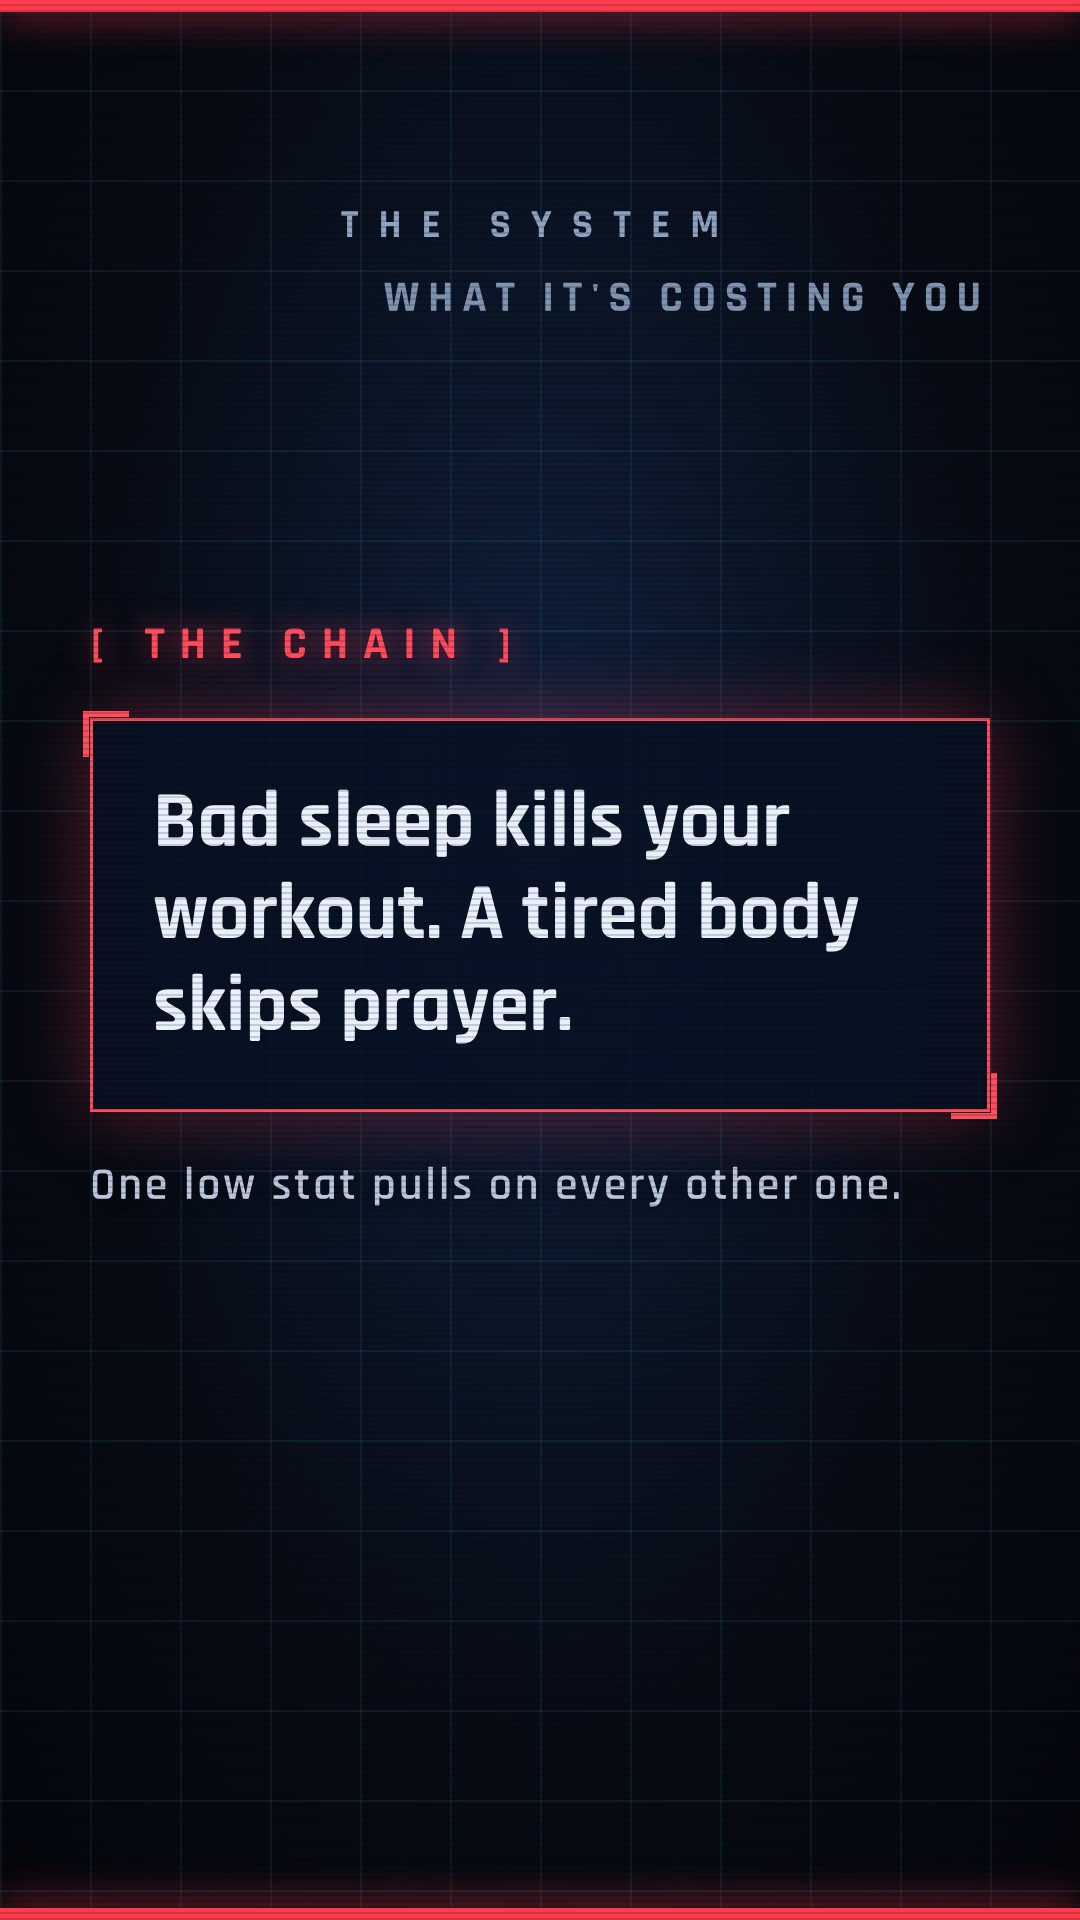 THE SYSTEM
WHAT IT'S COSTING YOU
[ THE CHAIN ]
Bad sleep kills your
workout. A tired body
skips prayer.
One low stat pulls on every other one.